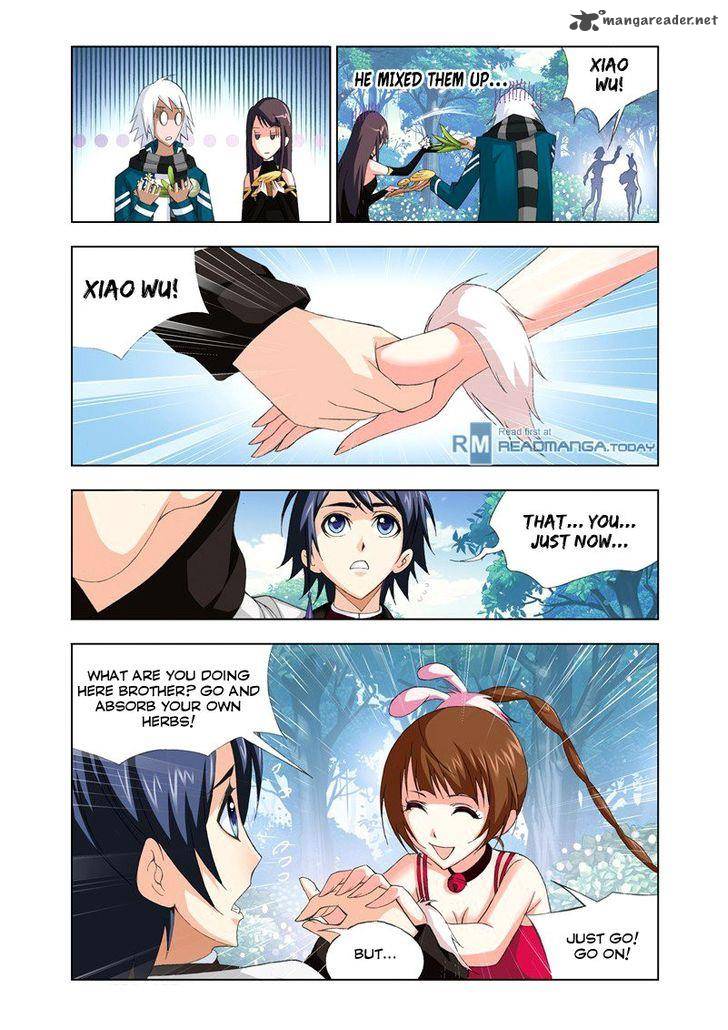 mangareader.net
HE MIXED THEM UP...
XIAO
WU!
XIAO WU!
Read first at
RM READMANGA.TODAY
THAT... YOU...
JUST NOW...
WHAT ARE YOU DOING
HERE BROTHER? GO AND
ABSORB YOUR OWN
HERBS!
BUT...
JUST GO!
GO ON!